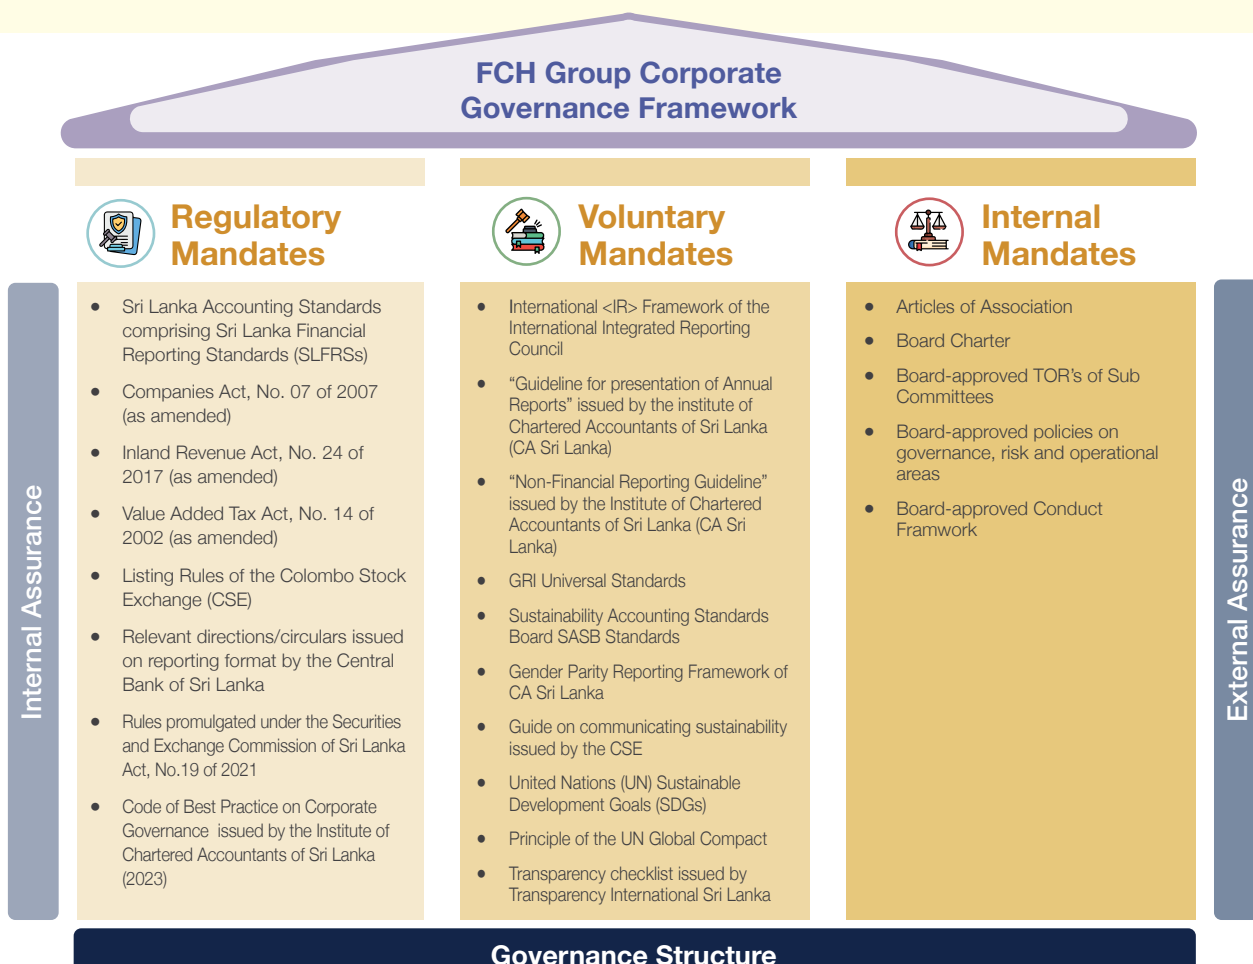 FCH Group Corporate
Governance Framework
Regulatory
Mandates
Voluntary
Mandates
Internal
Mandates
Internal Assurance
● Sri Lanka Accounting Standards
comprising Sri Lanka Financial
Reporting Standards (SLFRSs)
● Companies Act, No. 07 of 2007
(as amended)
● Inland Revenue Act, No. 24 of
2017 (as amended)
● Value Added Tax Act, No. 14 of
2002 (as amended)
● Listing Rules of the Colombo Stock
Exchange (CSE)
● Relevant directions/circulars issued
on reporting format by the Central
Bank of Sri Lanka
● Rules promulgated under the Securities
and Exchange Commission of Sri Lanka
Act, No.19 of 2021
● Code of Best Practice on Corporate
Governance issued by the Institute of
Chartered Accountants of Sri Lanka
(2023)
● International <IR> Framework of the
International Integrated Reporting
Council
● “Guideline for presentation of Annual
Reports” issued by the institute of
Chartered Accountants of Sri Lanka
(CA Sri Lanka)
● “Non-Financial Reporting Guideline”
issued by the Institute of Chartered
Accountants of Sri Lanka (CA Sri
Lanka)
● GRI Universal Standards
● Sustainability Accounting Standards
Board SASB Standards
● Gender Parity Reporting Framework of
CA Sri Lanka
● Guide on communicating sustainability
issued by the CSE
● United Nations (UN) Sustainable
Development Goals (SDGs)
● Principle of the UN Global Compact
● Transparency checklist issued by
Transparency International Sri Lanka
● Articles of Association
● Board Charter
● Board-approved TOR’s of Sub
Committees
● Board-approved policies on
governance, risk and operational
areas
● Board-approved Conduct
Framwork
External Assurance
Governance Structure